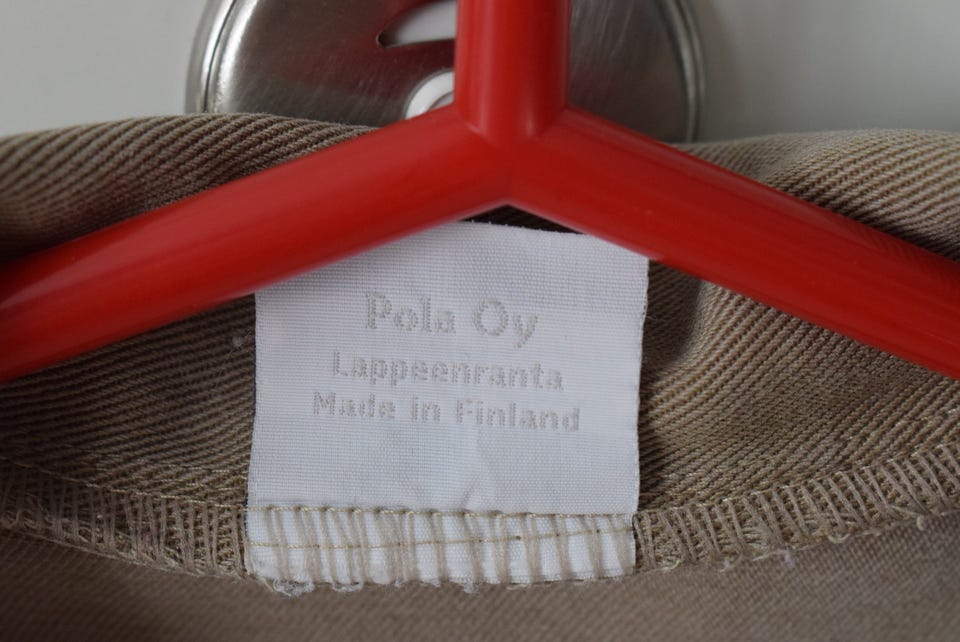 Pola Oy
Lappeenranta
Made in Finland